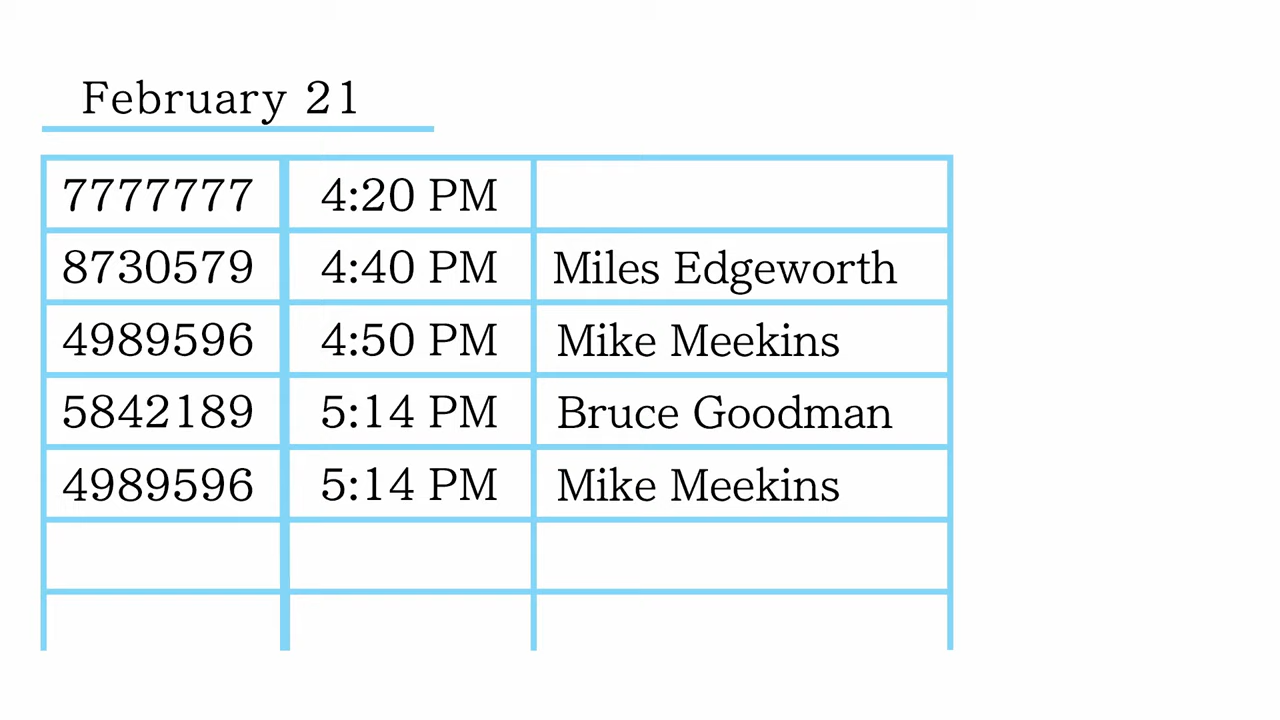 February 21
7777777 4:20 PM
8730579 4:40 PM Miles Edgeworth
4989596 4:50 PM Mike Meekins
5842189 5:14 PM Bruce Goodman
4989596 5:14 PM Mike Meekins